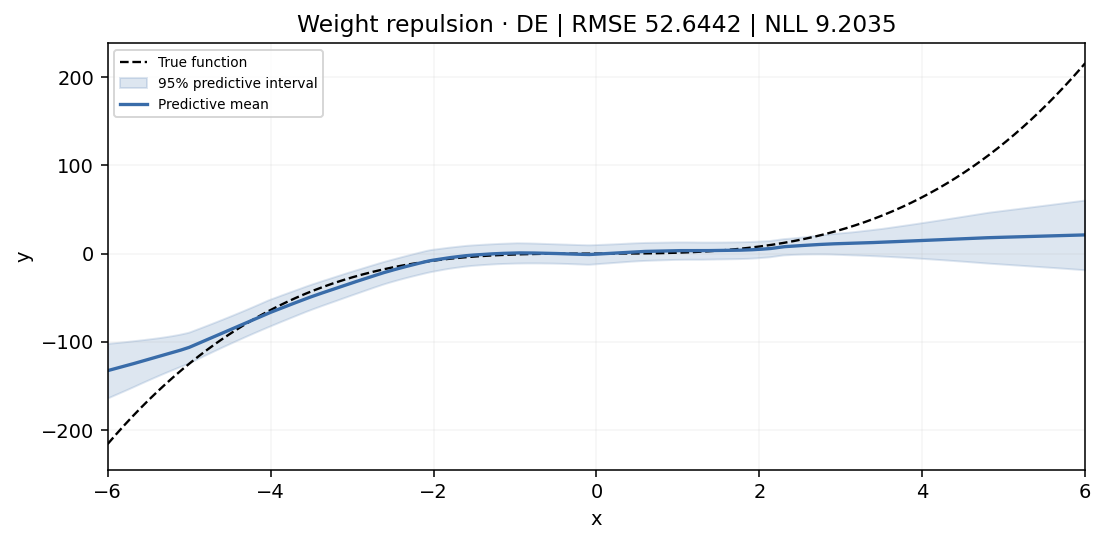 Weight repulsion · DE | RMSE 52.6442 | NLL 9.2035
True function
95% predictive interval
Predictive mean
y
200
100
0
−100
−200
−6
−4
−2
0
2
4
6
x